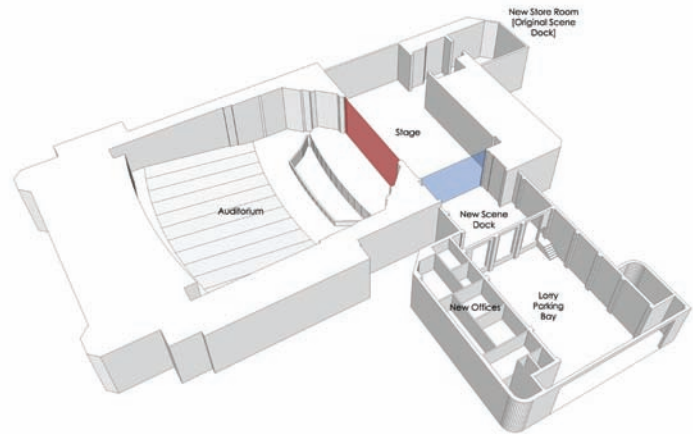 New Store Room
[Original Scene
Dock]
Stage
Auditorium
New Scene
Dock
New Offices
Lorry
Parking
Bay